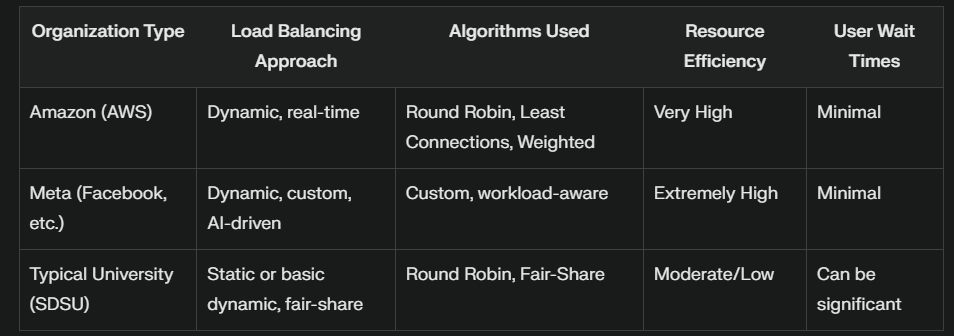 Organization Type Load Balancing Approach Algorithms Used Resource Efficiency User Wait Times
Amazon (AWS) Dynamic, real-time Round Robin, Least Connections, Weighted Very High Minimal
Meta (Facebook, etc.) Dynamic, custom, AI-driven Custom, workload-aware Extremely High Minimal
Typical University (SDSU) Static or basic dynamic, fair-share Round Robin, Fair-Share Moderate/Low Can be significant